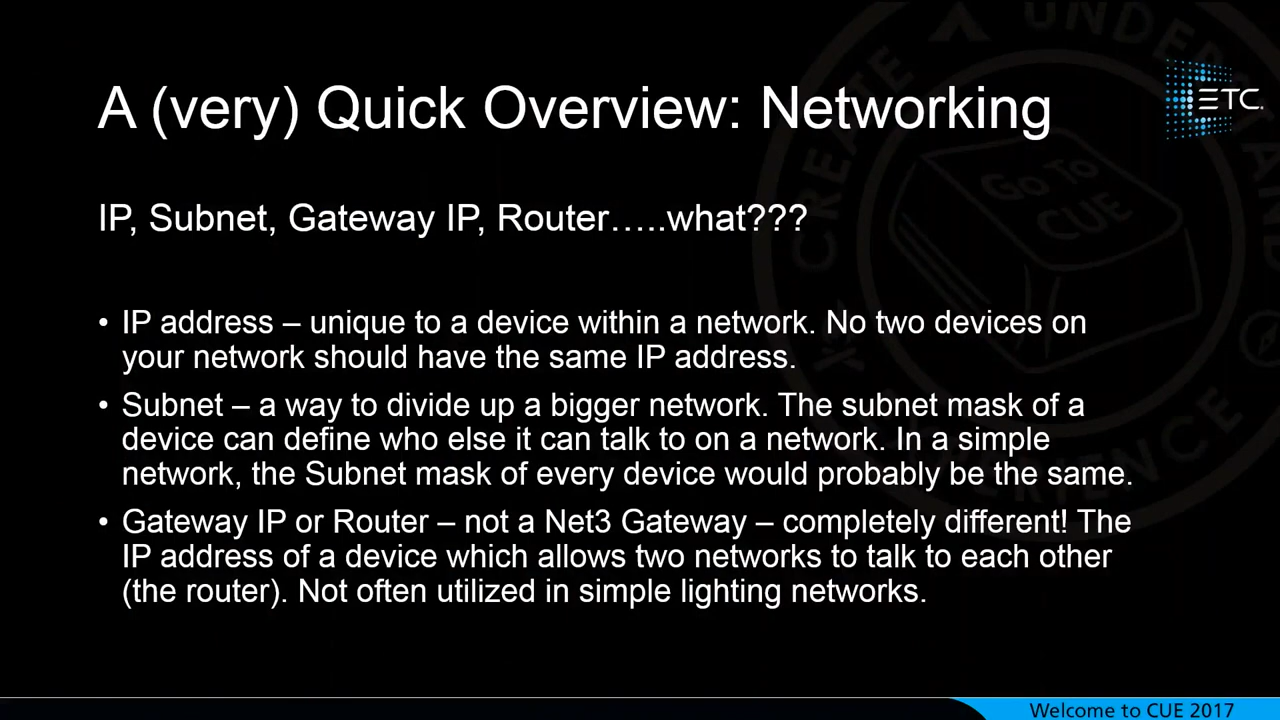 A (very) Quick Overview: Networking
ETC.
IP, Subnet, Gateway IP, Router…..what???
• IP address – unique to a device within a network. No two devices on
your network should have the same IP address.
• Subnet – a way to divide up a bigger network. The subnet mask of a
device can define who else it can talk to on a network. In a simple
network, the Subnet mask of every device would probably be the same.
• Gateway IP or Router – not a Net3 Gateway – completely different! The
IP address of a device which allows two networks to talk to each other
(the router). Not often utilized in simple lighting networks.
CREATE
GO TO
CUE
Welcome to CUE 2017